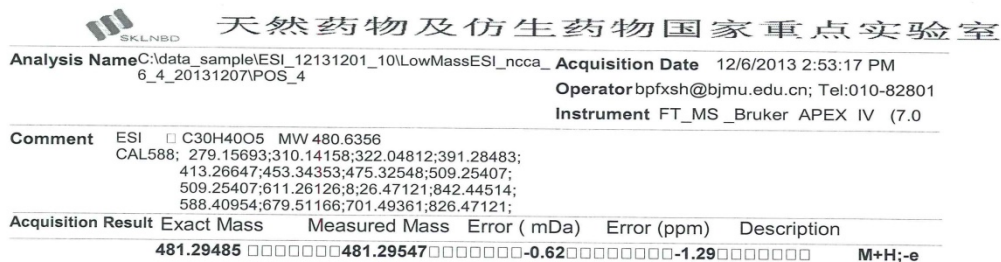 SKLNBD 天然药物及仿生药物国家重点实验室
Analysis Name C:\data_sample\ESI_12131201_10\LowMassESI_ncca_ Acquisition Date 12/6/2013 2:53:17 PM
6_4_20131207\POS_4
Operator bpfxsh@bjmu.edu.cn; Tel:010-82801
Instrument FT_MS _Bruker APEX IV (7.0
Comment ESI □ C30H40O5 MW 480.6356
CAL588; 279.15693;310.14158;322.04812;391.28483;
413.26647;453.34353;475.32548;509.25407;
509.25407;611.26126;8;26.47121;842.44514;
588.40954;679.51166;701.49361;826.47121;
Acquisition Result Exact Mass Measured Mass Error ( mDa) Error (ppm) Description
481.29485 □□□□□□□481.29547□□□□□□□-0.62□□□□□□□□-1.29□□□□□□□ M+H;-e